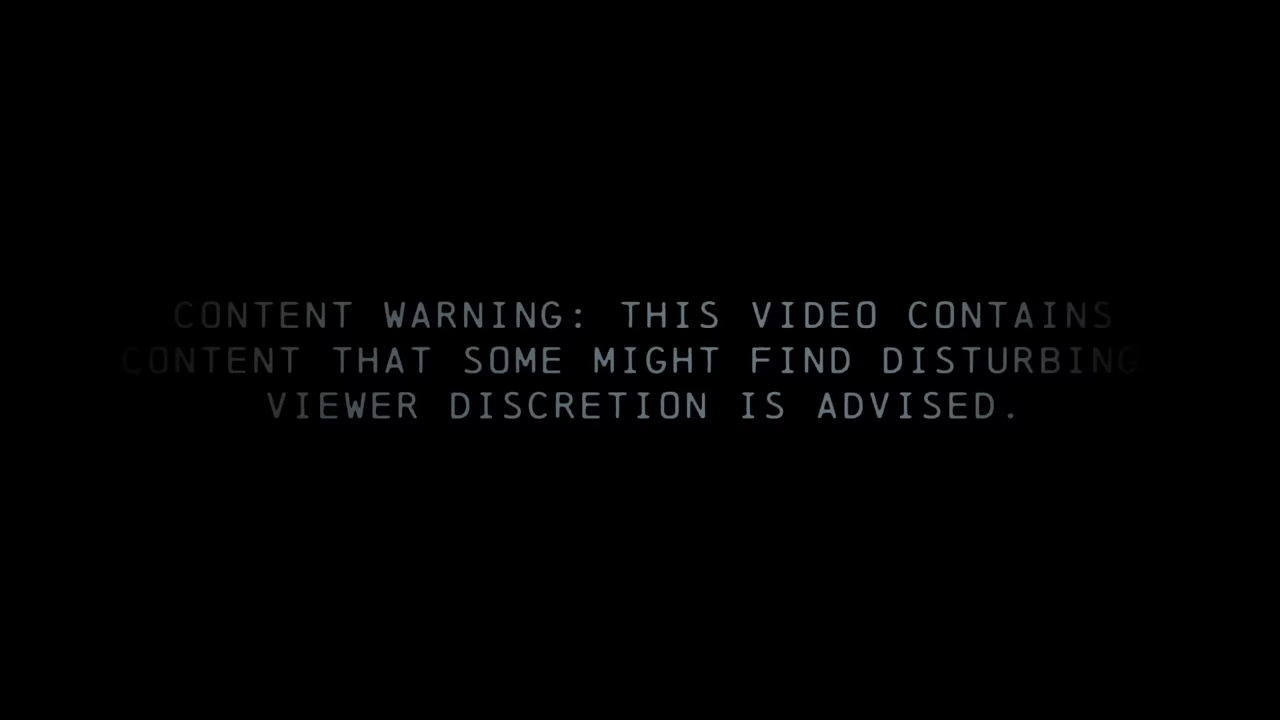 CONTENT WARNING: THIS VIDEO CONTAINS
CONTENT THAT SOME MIGHT FIND DISTURBING
VIEWER DISCRETION IS ADVISED.